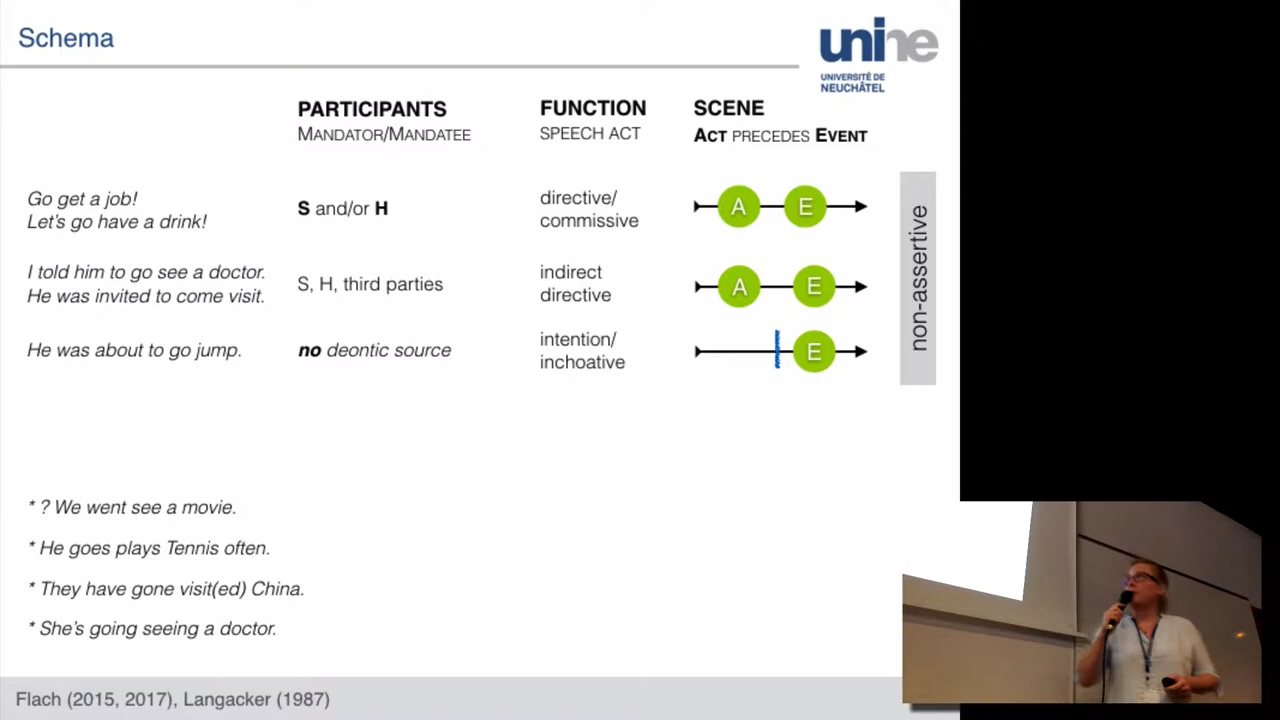 Schema
unine
UNIVERSITÉ DE
NEUCHÂTEL
PARTICIPANTS
MANDATOR/MANDATEE
FUNCTION
SPEECH ACT
SCENE
ACT PRECEDES EVENT
Go get a job!
Let's go have a drink!
S and/or H
directive/
commissive
A E
I told him to go see a doctor.
He was invited to come visit.
S, H, third parties
indirect
directive
A E
He was about to go jump.
no deontic source
intention/
inchoative
E
non-assertive
* ? We went see a movie.
* He goes plays Tennis often.
* They have gone visit(ed) China.
* She's going seeing a doctor.
Flach (2015, 2017), Langacker (1987)